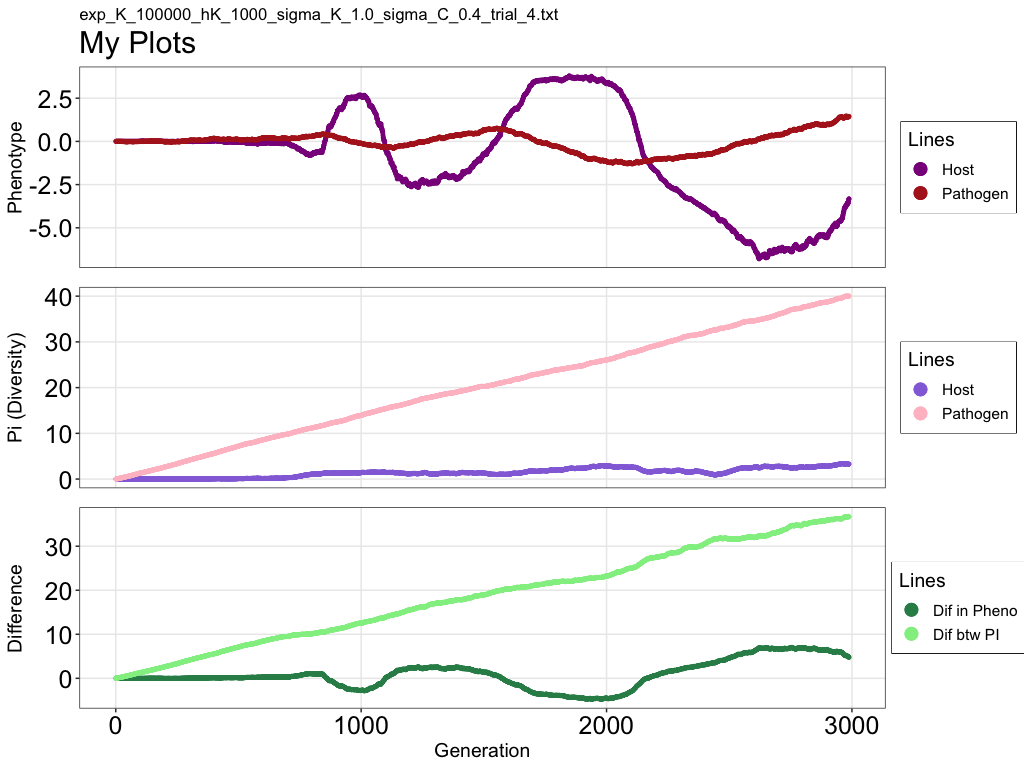 exp_K_100000_hK_1000_sigma_K_1.0_sigma_C_0.4_trial_4.txt
My Plots
Phenotype
2.5
0.0
-2.5
-5.0
Lines
Host
Pathogen
Pi (Diversity)
40
30
20
10
0
Lines
Host
Pathogen
Difference
30
20
10
0
Lines
Dif in Pheno
Dif btw PI
0 1000 2000 3000
Generation